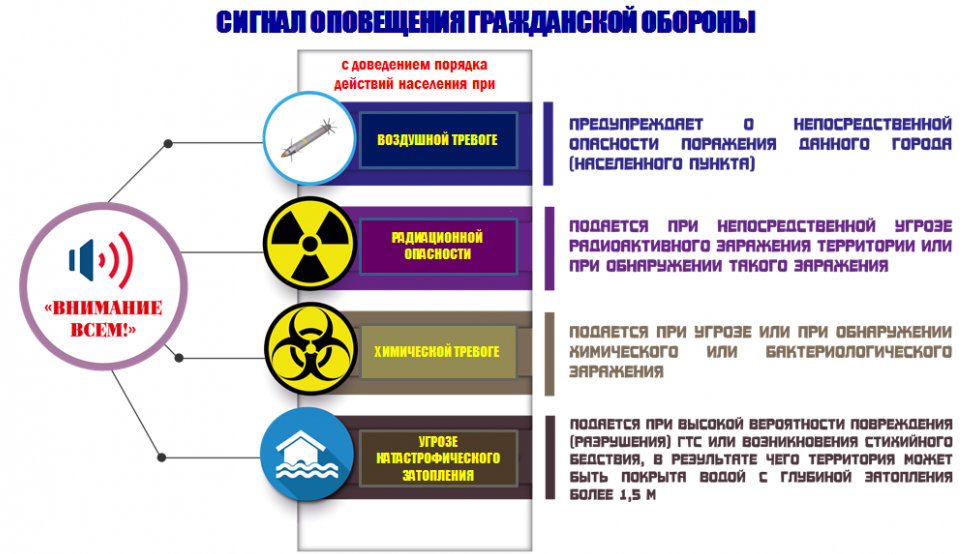 СИГНАЛ ОПОВЕЩЕНИЯ ГРАЖДАНСКОЙ ОБОРОНЫ
с доведением порядка
действий населения при
«ВНИМАНИЕ
ВСЕМ!»
ВОЗДУШНОЙ ТРЕВОГЕ
ПРЕДУПРЕЖДАЕТ О НЕПОСРЕДСТВЕННОЙ
ОПАСНОСТИ ПОРАЖЕНИЯ ДАННОГО ГОРОДА
(НАСЕЛЕННОГО ПУНКТА)
РАДИАЦИОННОЙ
ОПАСНОСТИ
ПОДАЕТСЯ ПРИ НЕПОСРЕДСТВЕННОЙ УГРОЗЕ
РАДИОАКТИВНОГО ЗАРАЖЕНИЯ ТЕРРИТОРИИ ИЛИ
ПРИ ОБНАРУЖЕНИИ ТАКОГО ЗАРАЖЕНИЯ
ХИМИЧЕСКОЙ ТРЕВОГЕ
ПОДАЕТСЯ ПРИ УГРОЗЕ ИЛИ ПРИ ОБНАРУЖЕНИИ
ХИМИЧЕСКОГО ИЛИ БАКТЕРИОЛОГИЧЕСКОГО
ЗАРАЖЕНИЯ
УГРОЗЕ
КАТАСТРОФИЧЕСКОГО
ЗАТОПЛЕНИЯ
ПОДАЕТСЯ ПРИ ВЫСОКОЙ ВЕРОЯТНОСТИ ПОВРЕЖДЕНИЯ
(РАЗРУШЕНИЯ) ГТС ИЛИ ВОЗНИКНОВЕНИЯ СТИХИЙНОГО
БЕДСТВИЯ, В РЕЗУЛЬТАТЕ ЧЕГО ТЕРРИТОРИЯ МОЖЕТ
БЫТЬ ПОКРЫТА ВОДОЙ С ГЛУБИНОЙ ЗАТОПЛЕНИЯ
БОЛЕЕ 1,5 М